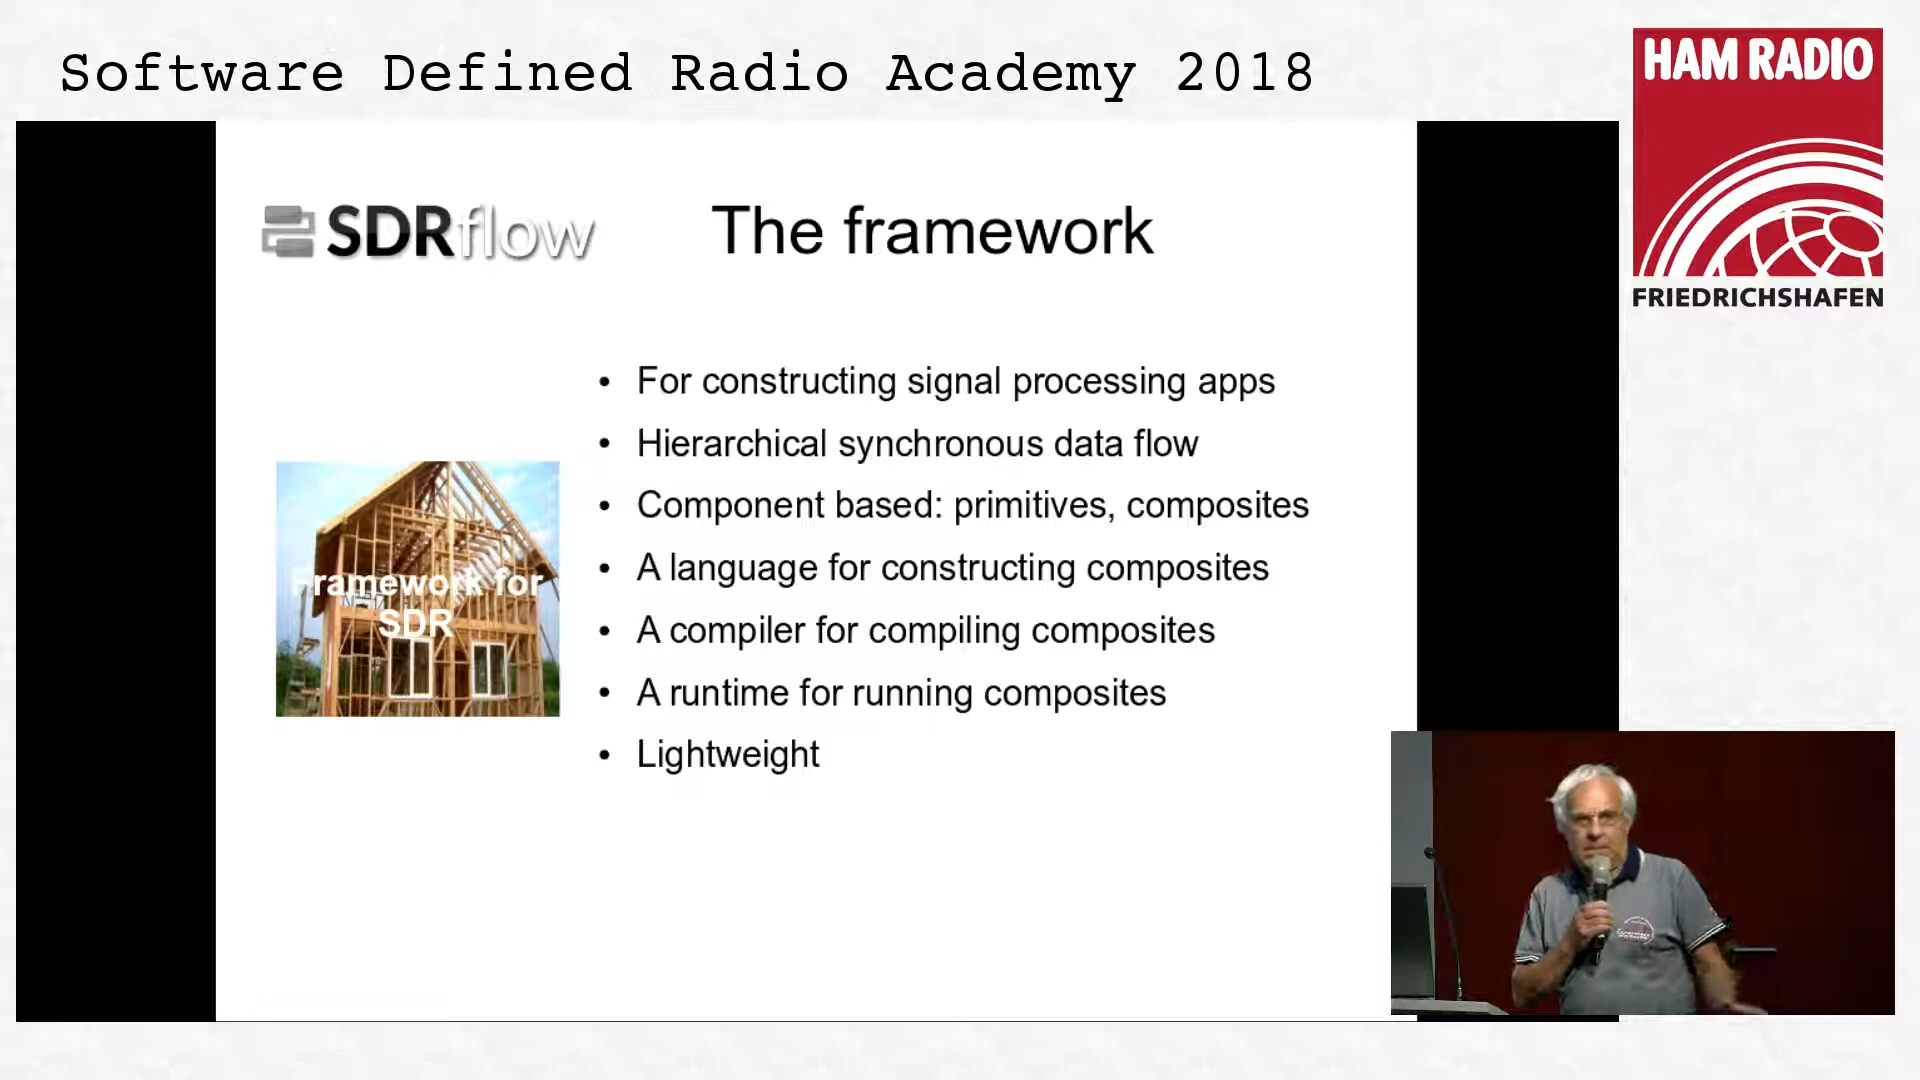 Software Defined Radio Academy 2018
HAM RADIO
FRIEDRICHSHAFEN
SDRflow
The framework
• For constructing signal processing apps
• Hierarchical synchronous data flow
• Component based: primitives, composites
• A language for constructing composites
• A compiler for compiling composites
• A runtime for running composites
• Lightweight
Framework for
SDR